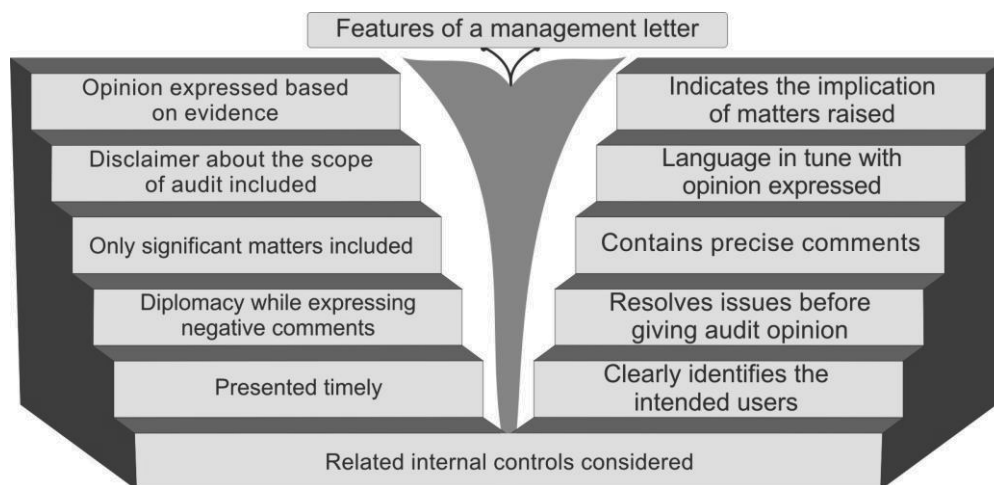 Features of a management letter
Opinion expressed based
on evidence
Disclaimer about the scope
of audit included
Only significant matters included
Diplomacy while expressing
negative comments
Presented timely
Indicates the implication
of matters raised
Language in tune with
opinion expressed
Contains precise comments
Resolves issues before
giving audit opinion
Clearly identifies the
intended users
Related internal controls considered